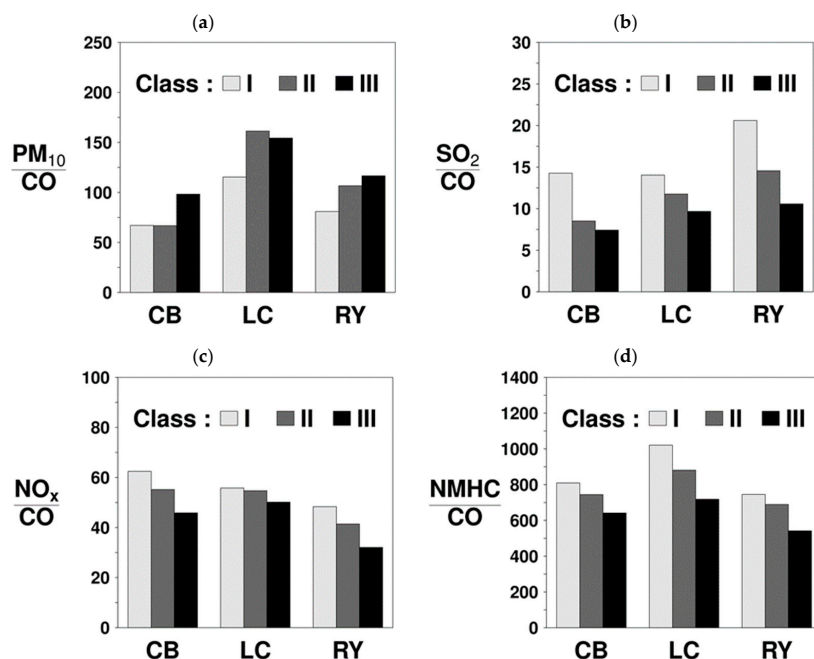 (a)
250
200
150
100
50
0
Class : I II III
PM10
CO
CB LC RY
(b)
30
25
20
15
10
5
0
Class : I II III
SO2
CO
CB LC RY
(c)
100
80
60
40
20
0
Class : I II III
NOx
CO
CB LC RY
(d)
1400
1200
1000
800
600
400
200
0
Class : I II III
NMHC
CO
CB LC RY